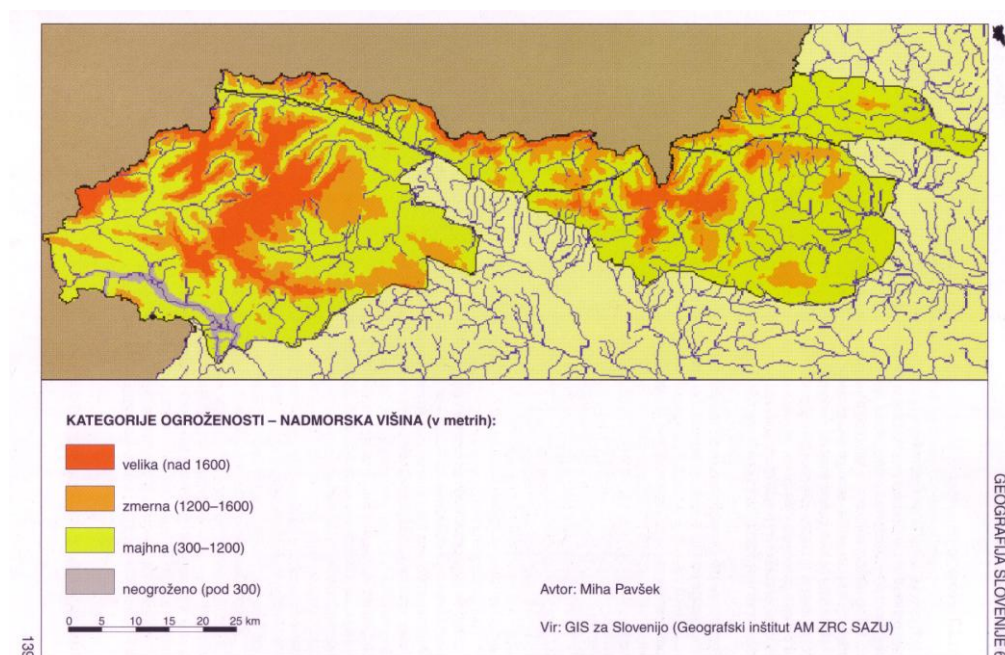 KATEGORIJE OGROŽENOSTI – NADMORSKA VIŠINA (v metrih):
velika (nad 1600)
zmerna (1200–1600)
majhna (300–1200)
neogroženo (pod 300)
0 5 10 15 20 25 km
Avtor: Miha Pavšek
Vir: GIS za Slovenijo (Geografski inštitut AM ZRC SAZU)
GEOGRAFIJA SLOVENIJE 6
139